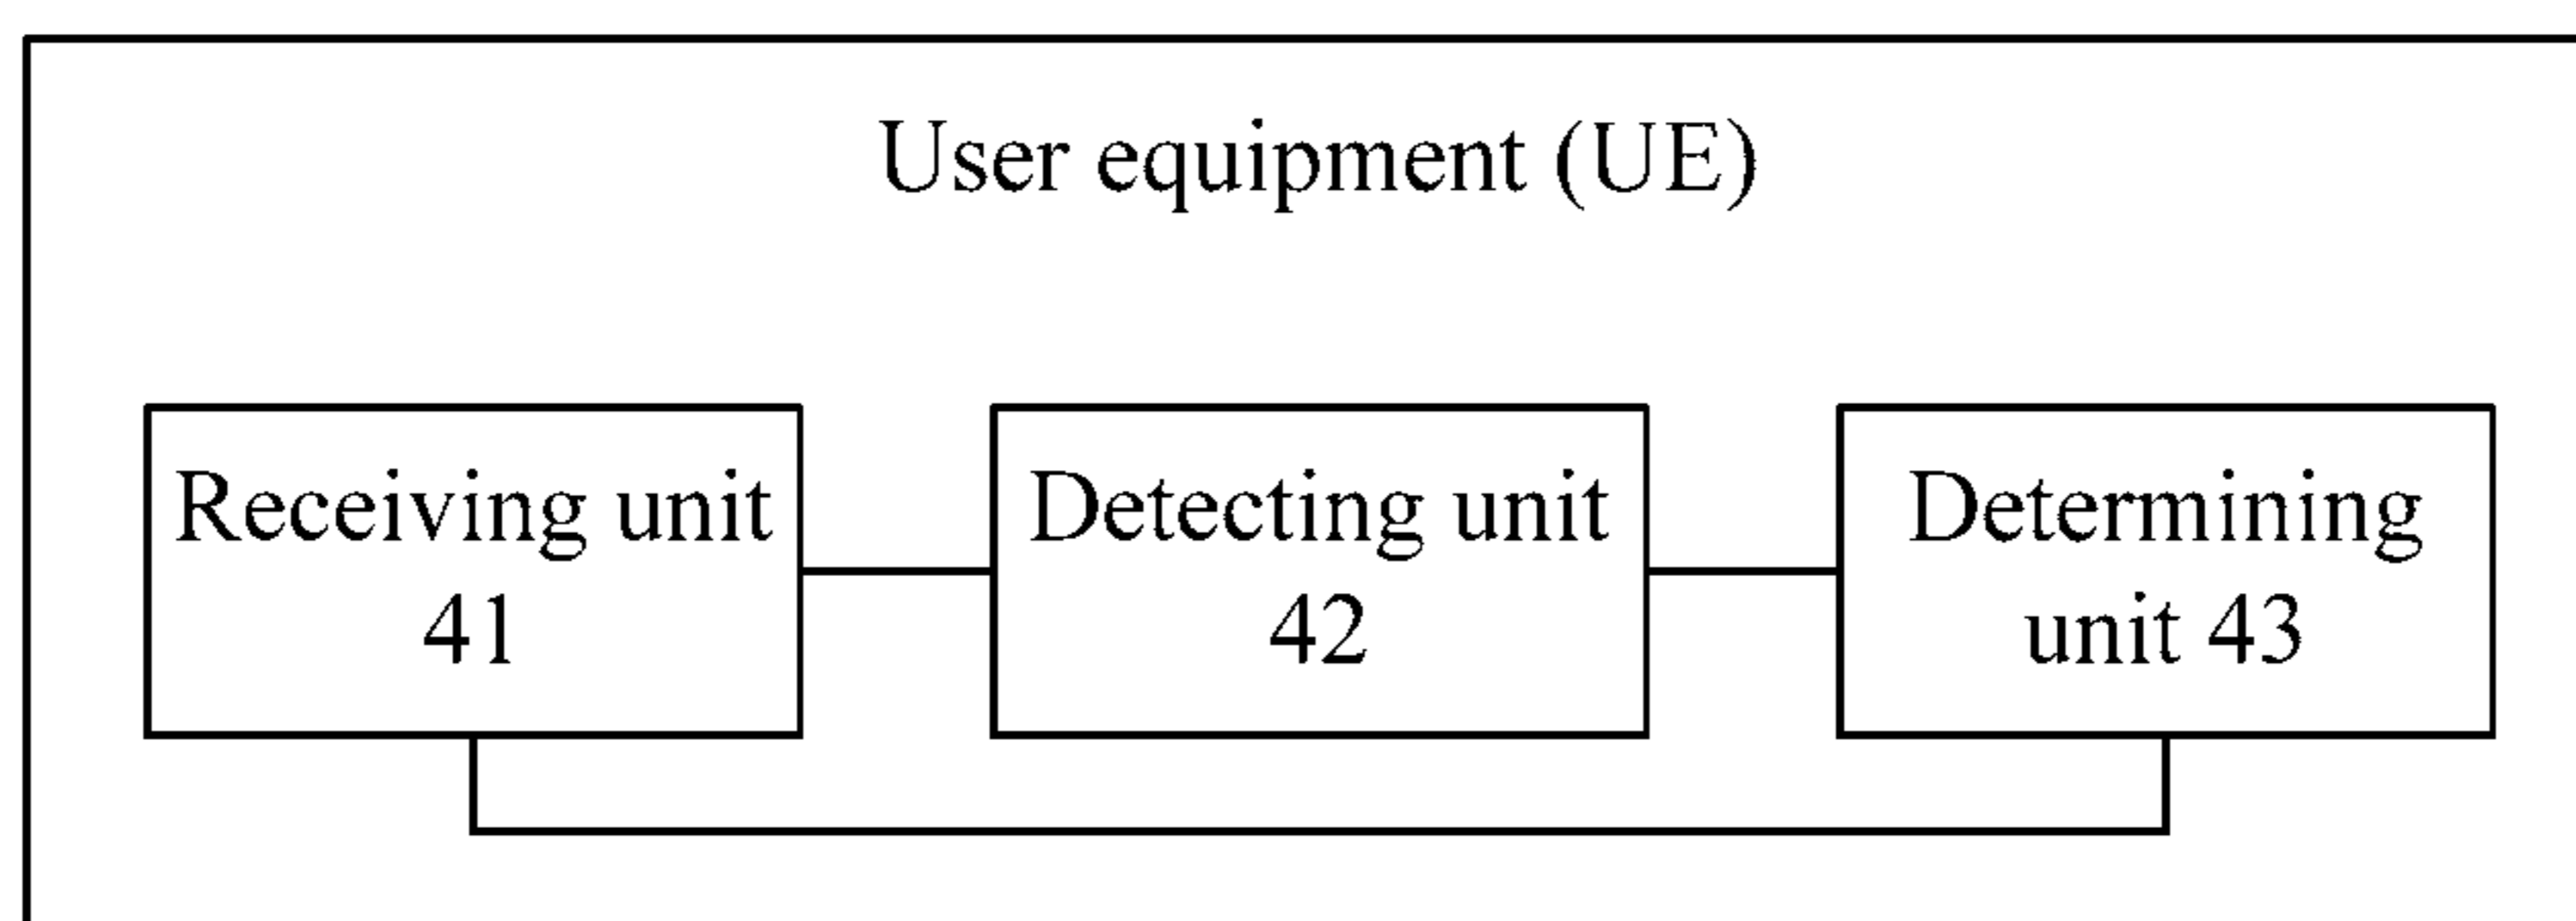 User equipment (UE)
Receiving unit
41
Detecting unit
42
Determining
unit 43